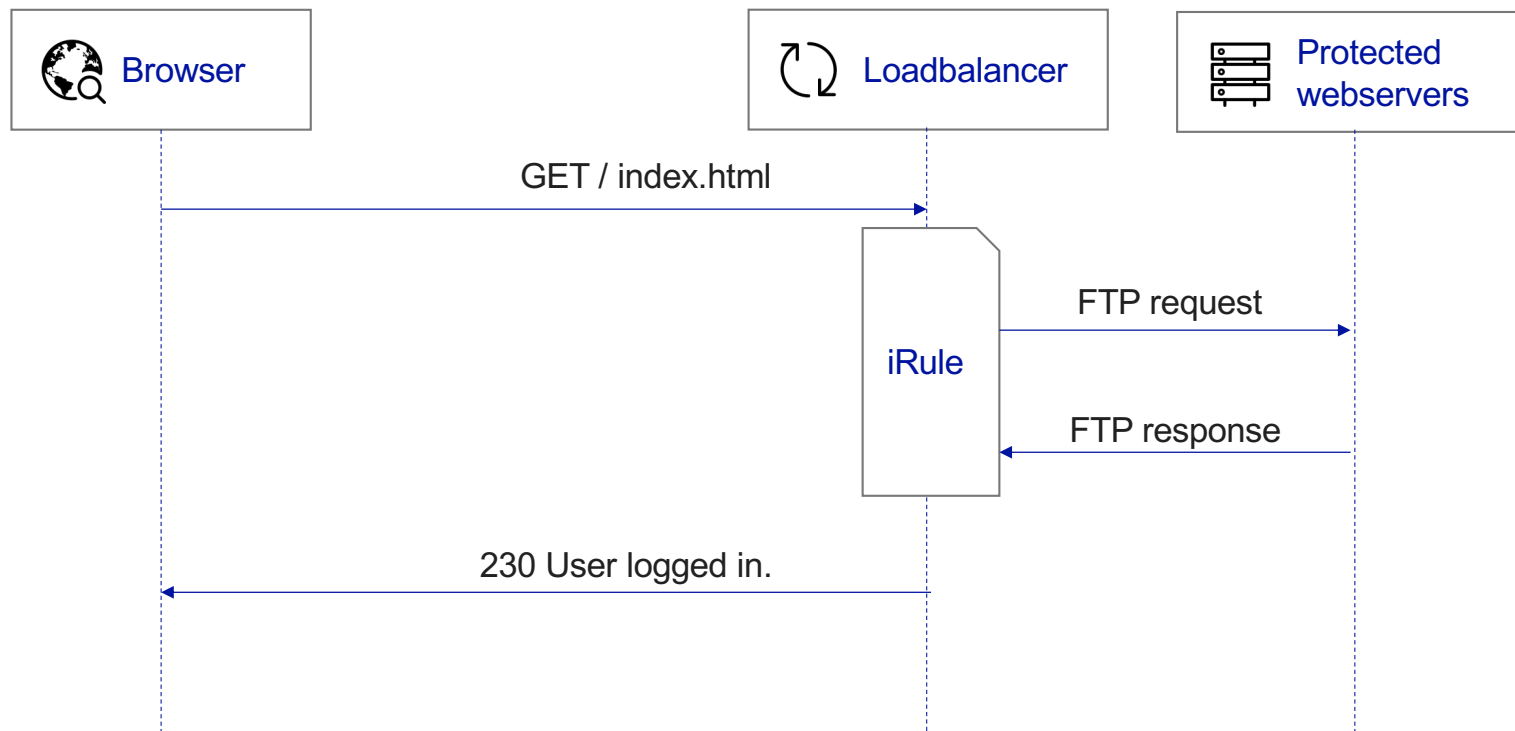 Browser
Loadbalancer
Protected
webservers
GET / index.html
FTP request
iRule
FTP response
230 User logged in.